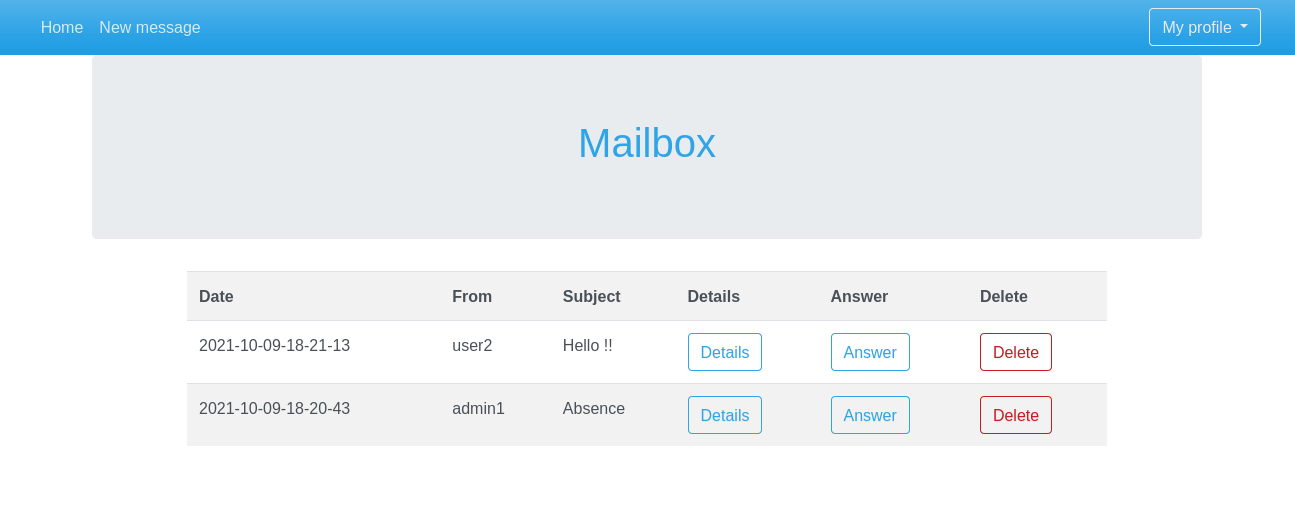 Home New message My profile
Mailbox
Date From Subject Details Answer Delete
2021-10-09-18-21-13 user2 Hello !! Details Answer Delete
2021-10-09-18-20-43 admin1 Absence Details Answer Delete